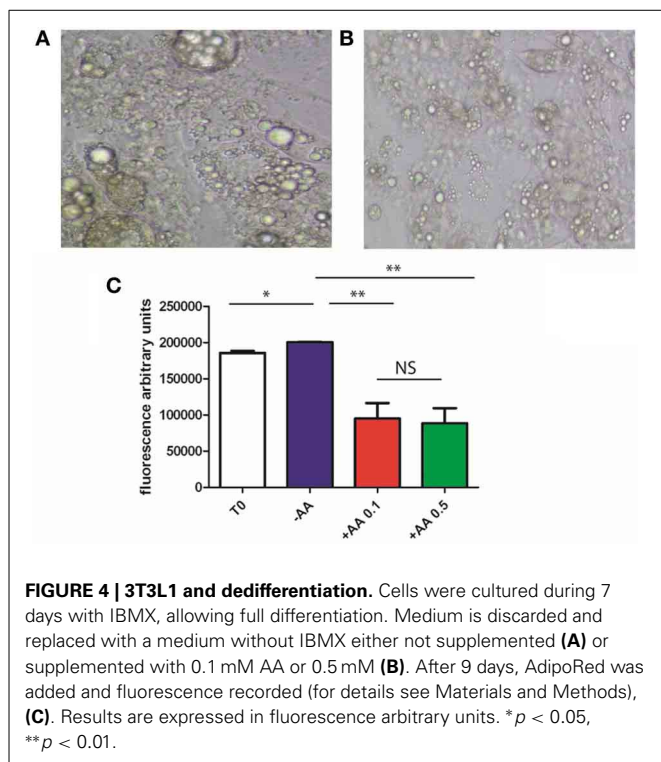 A
B
C
fluorescence arbitrary units
250000
200000
150000
100000
50000
0
*
**
**
NS
T0
-AA
+AA 0.1
+AA 0.5
FIGURE 4 | 3T3L1 and dedifferentiation. Cells were cultured during 7
days with IBMX, allowing full differentiation. Medium is discarded and
replaced with a medium without IBMX either not supplemented (A) or
supplemented with 0.1 mM AA or 0.5 mM (B). After 9 days, AdipoRed was
added and fluorescence recorded (for details see Materials and Methods),
(C). Results are expressed in fluorescence arbitrary units. *p < 0.05,
**p < 0.01.